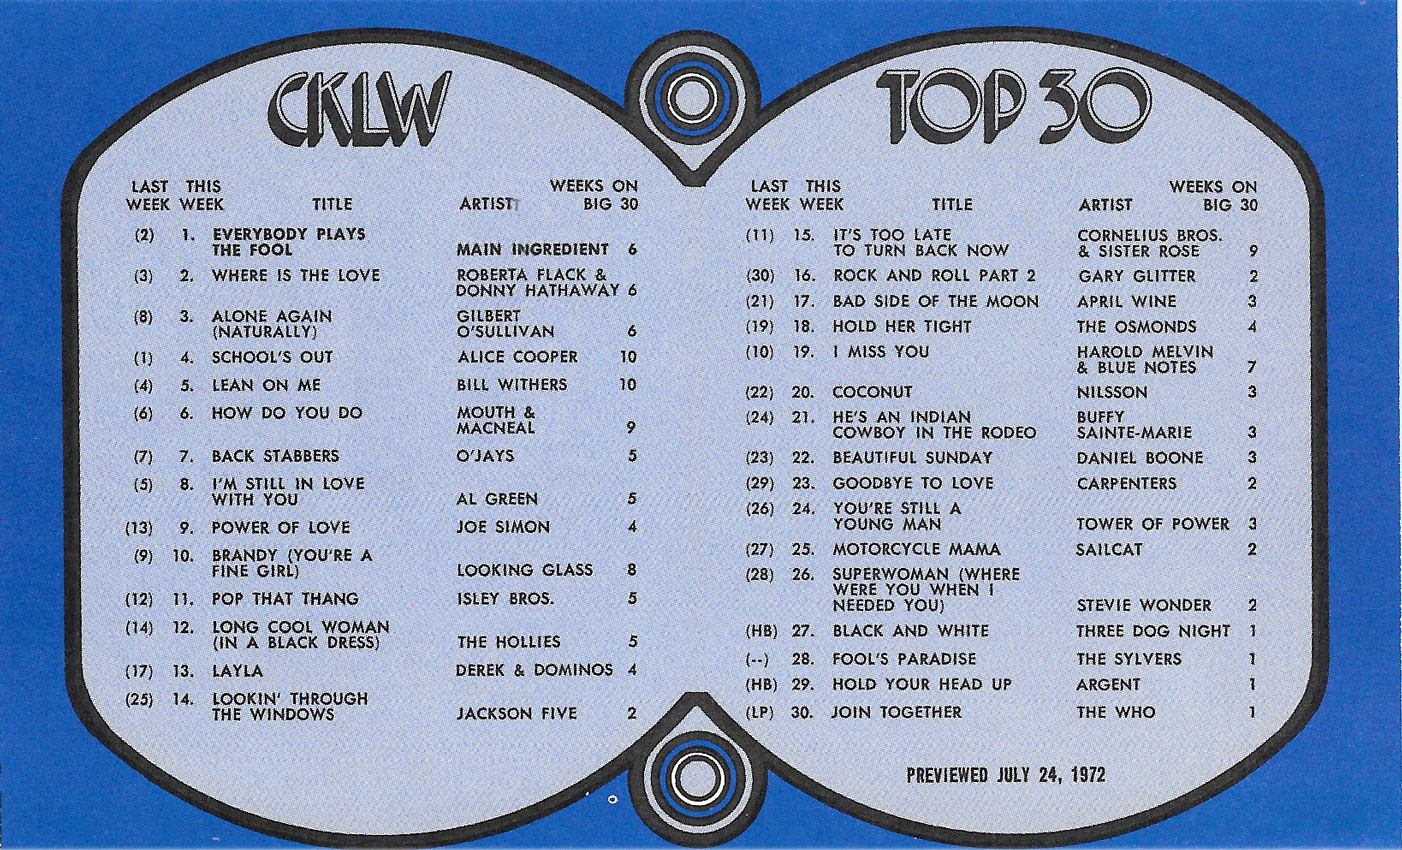 CKLW
LAST THIS WEEKS ON
WEEK WEEK TITLE ARTIST BIG 30
(2) 1. EVERYBODY PLAYS
THE FOOL MAIN INGREDIENT 6
(3) 2. WHERE IS THE LOVE ROBERTA FLACK &
DONNY HATHAWAY 6
(8) 3. ALONE AGAIN GILBERT
(NATURALLY) O'SULLIVAN 6
(1) 4. SCHOOL'S OUT ALICE COOPER 10
(4) 5. LEAN ON ME BILL WITHERS 10
(6) 6. HOW DO YOU DO MOUTH &
MACNEAL 9
(7) 7. BACK STABBERS O'JAYS 5
(5) 8. I'M STILL IN LOVE
WITH YOU AL GREEN 5
(13) 9. POWER OF LOVE JOE SIMON 4
(9) 10. BRANDY (YOU'RE A
FINE GIRL) LOOKING GLASS 8
(12) 11. POP THAT THANG ISLEY BROS. 5
(14) 12. LONG COOL WOMAN
(IN A BLACK DRESS) THE HOLLIES 5
(17) 13. LAYLA DEREK & DOMINOS 4
(25) 14. LOOKIN' THROUGH
THE WINDOWS JACKSON FIVE 2
TOP 30
LAST THIS WEEKS ON
WEEK WEEK TITLE ARTIST BIG 30
(11) 15. IT'S TOO LATE CORNELIUS BROS.
TO TURN BACK NOW & SISTER ROSE 9
(30) 16. ROCK AND ROLL PART 2 GARY GLITTER 2
(21) 17. BAD SIDE OF THE MOON APRIL WINE 3
(19) 18. HOLD HER TIGHT THE OSMONDS 4
(10) 19. I MISS YOU HAROLD MELVIN
& BLUE NOTES 7
(22) 20. COCONUT NILSSON 3
(24) 21. HE'S AN INDIAN BUFFY
COWBOY IN THE RODEO SAINTE-MARIE 3
(23) 22. BEAUTIFUL SUNDAY DANIEL BOONE 3
(29) 23. GOODBYE TO LOVE CARPENTERS 2
(26) 24. YOU'RE STILL A
YOUNG MAN TOWER OF POWER 3
(27) 25. MOTORCYCLE MAMA SAILCAT 2
(28) 26. SUPERWOMAN (WHERE
WERE YOU WHEN I
NEEDED YOU) STEVIE WONDER 2
(HB) 27. BLACK AND WHITE THREE DOG NIGHT 1
(--) 28. FOOL'S PARADISE THE SYLVERS 1
(HB) 29. HOLD YOUR HEAD UP ARGENT 1
(LP) 30. JOIN TOGETHER THE WHO 1
PREVIEWED JULY 24, 1972